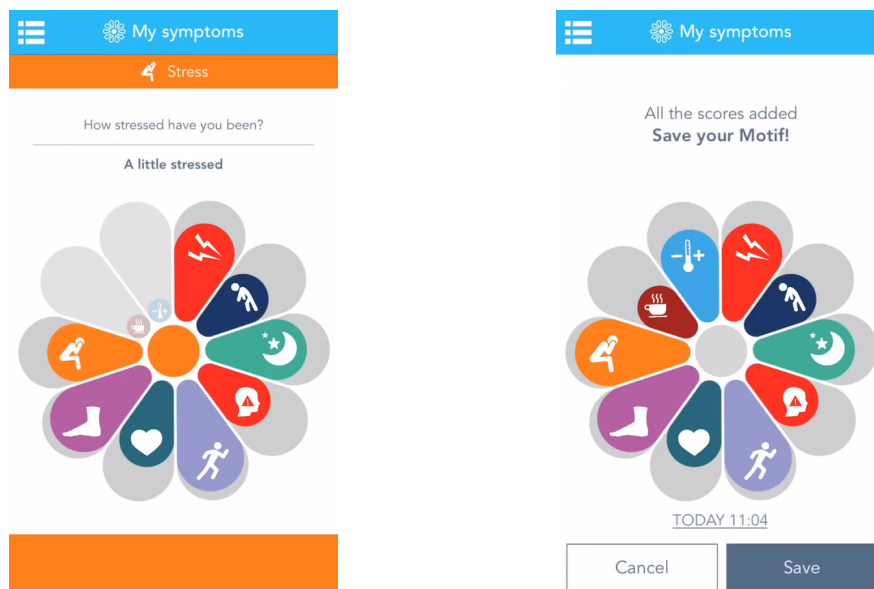 My symptoms
Stress
How stressed have you been?
A little stressed
My symptoms
All the scores added
Save your Motif!
TODAY 11:04
Cancel
Save